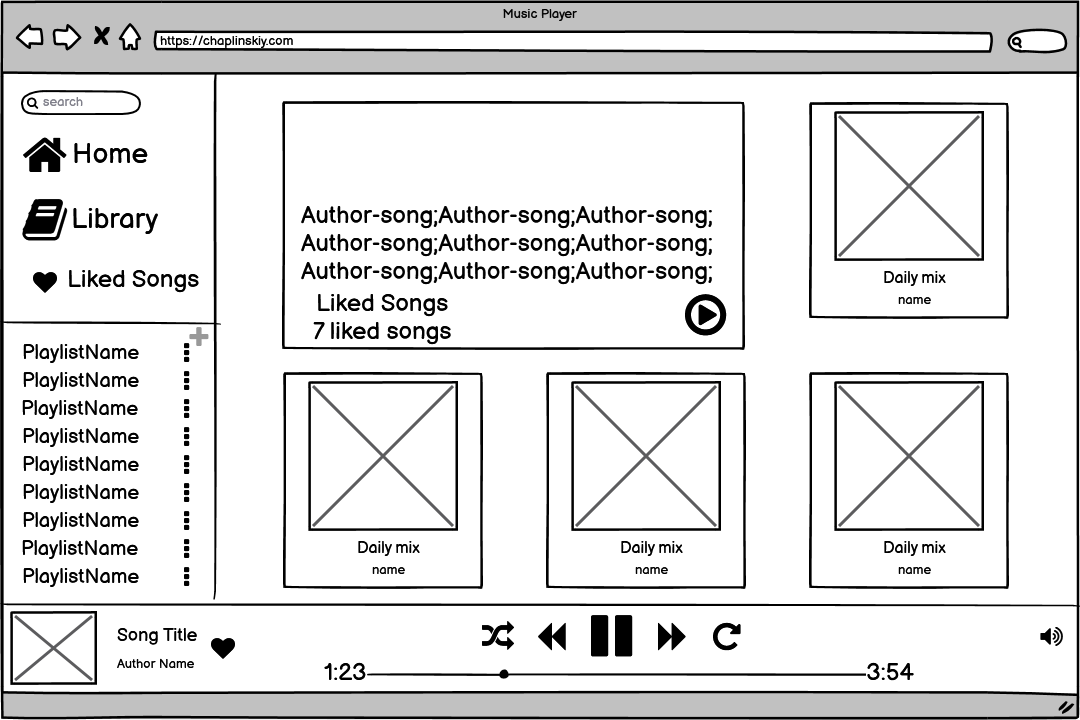 Music Player
https://chaplinskiy.com
search
Home
Library
Liked Songs
PlaylistName
PlaylistName
PlaylistName
PlaylistName
PlaylistName
PlaylistName
PlaylistName
PlaylistName
PlaylistName
Author-song;Author-song;Author-song;
Author-song;Author-song;Author-song;
Author-song;Author-song;Author-song;
Liked Songs
7 liked songs
Daily mix
name
Daily mix
name
Daily mix
name
Daily mix
name
Song Title
Author Name
1:23
3:54